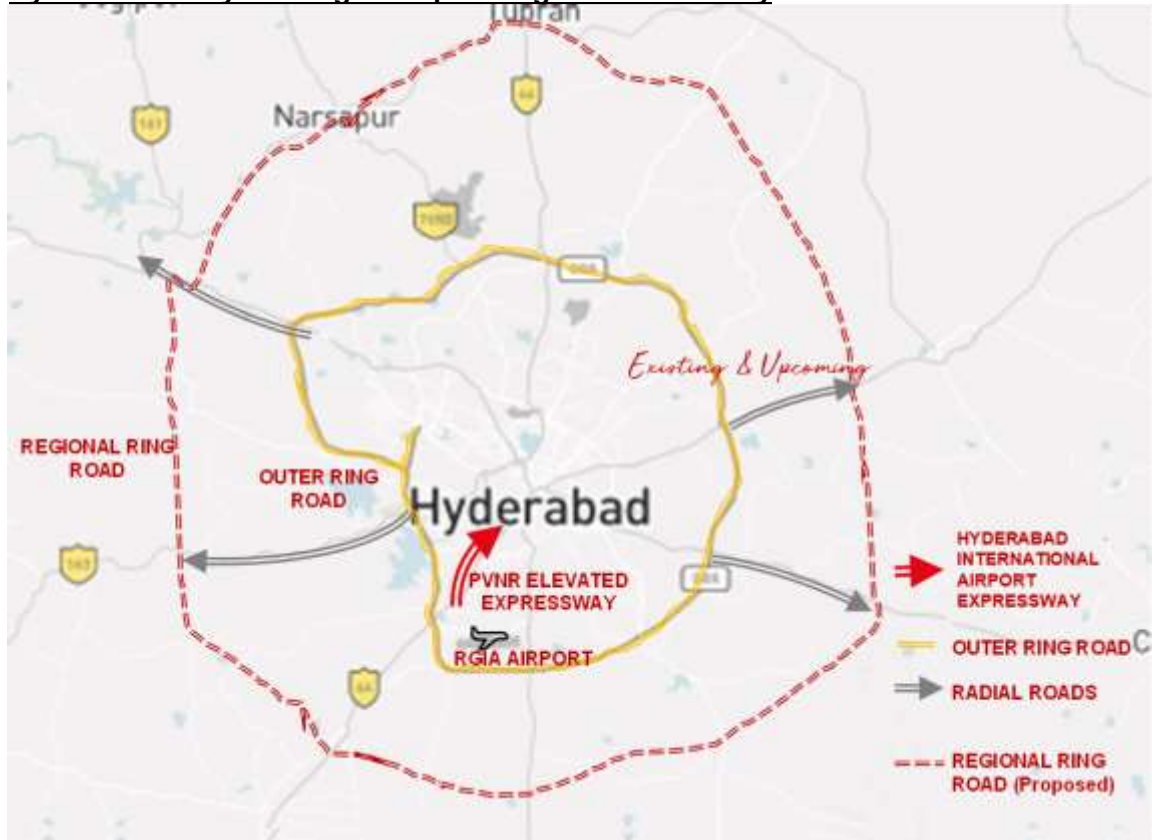 Tupran
44
161
Narsapur
765D
Existing & Upcoming
REGIONAL RING
ROAD
OUTER RING
ROAD
Hyderabad
163
PVNR ELEVATED
EXPRESSWAY
RGIA AIRPORT
44
HYDERABAD
INTERNATIONAL
AIRPORT
EXPRESSWAY
OUTER RING ROAD
C
RADIAL ROADS
REGIONAL RING
ROAD (Proposed)